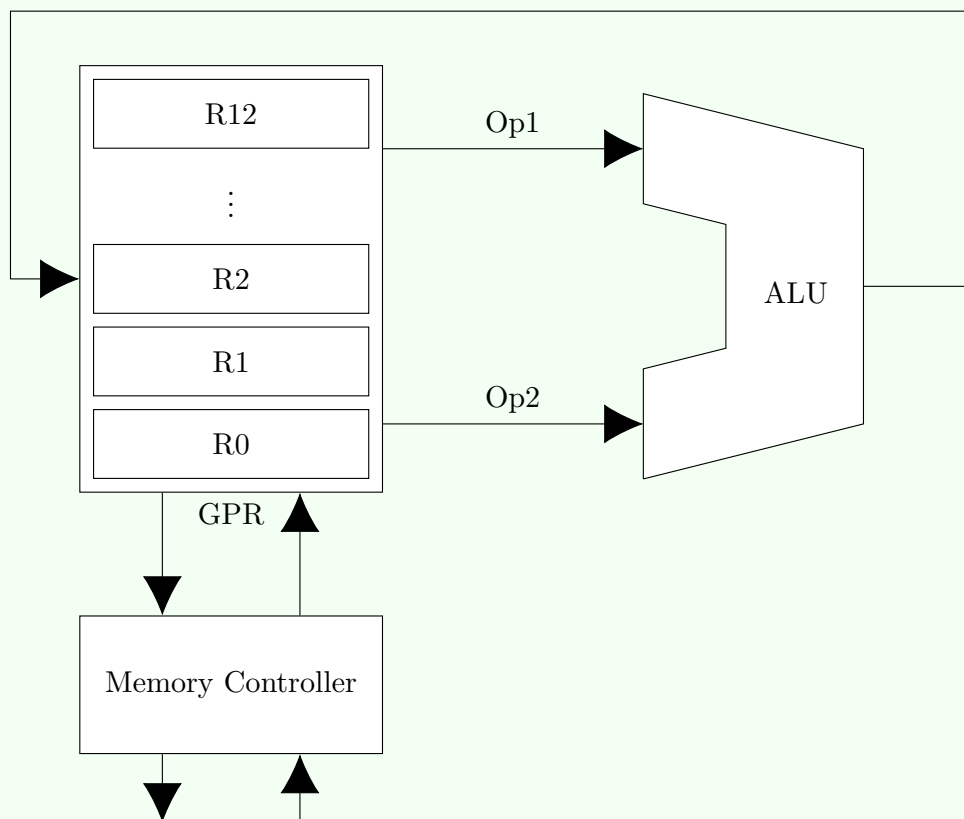 R12
Op1
⋮
R2
ALU
R1
Op2
R0
GPR
Memory Controller